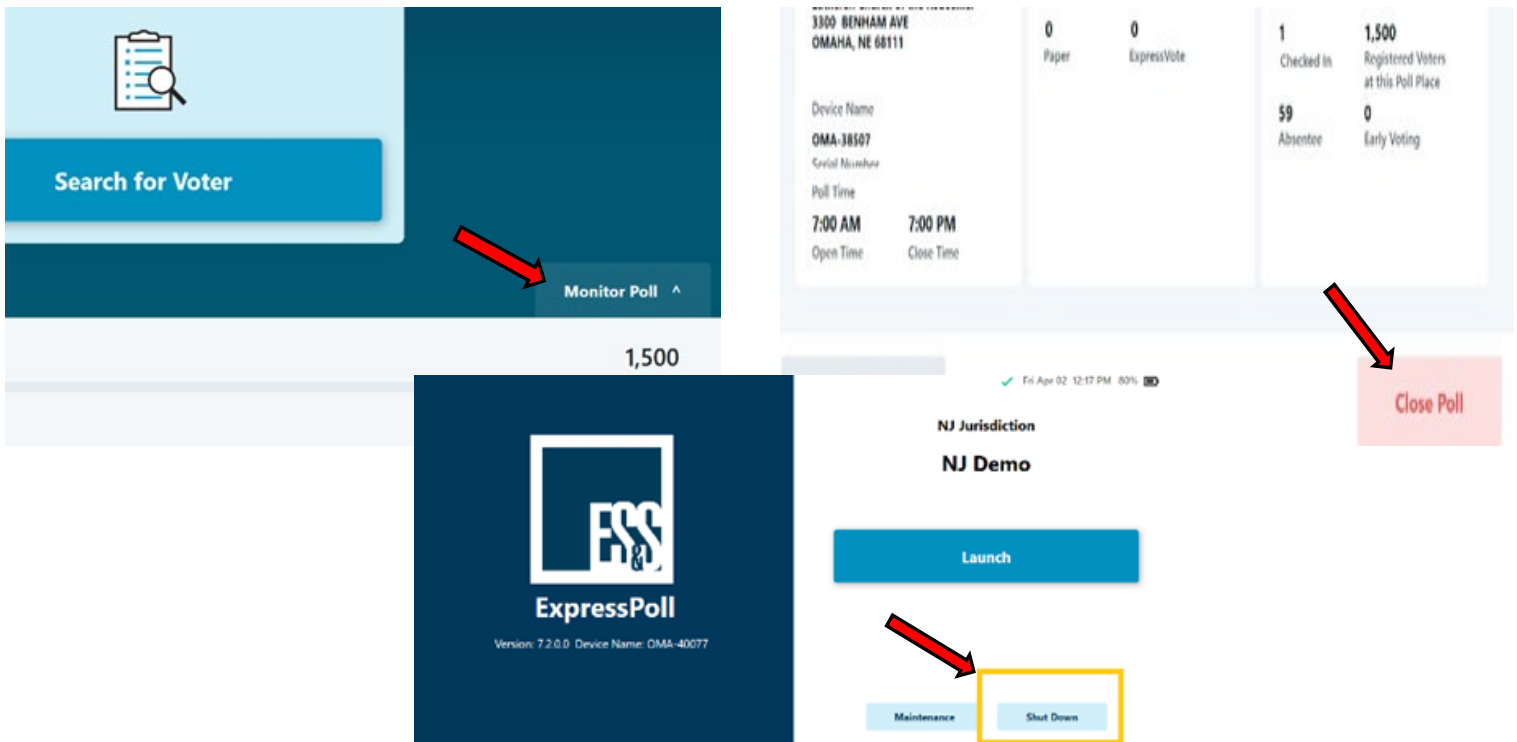 Search for Voter
Monitor Poll ^
1,500
3300 BENHAM AVE
OMAHA, NE 68111
Device Name
OMA-38507
Serial Number
Poll Time
7:00 AM 7:00 PM
Open Time Close Time
0 0
Paper ExpressVote
1 1,500
Checked In Registered Voters
at this Poll Place
59 0
Absentee Early Voting
Close Poll
ES&S
ExpressPoll
Version: 7.2.0.0 Device Name: OMA-40077
Fri Apr 02 12:17 PM 80%
NJ Jurisdiction
NJ Demo
Launch
Maintenance Shut Down